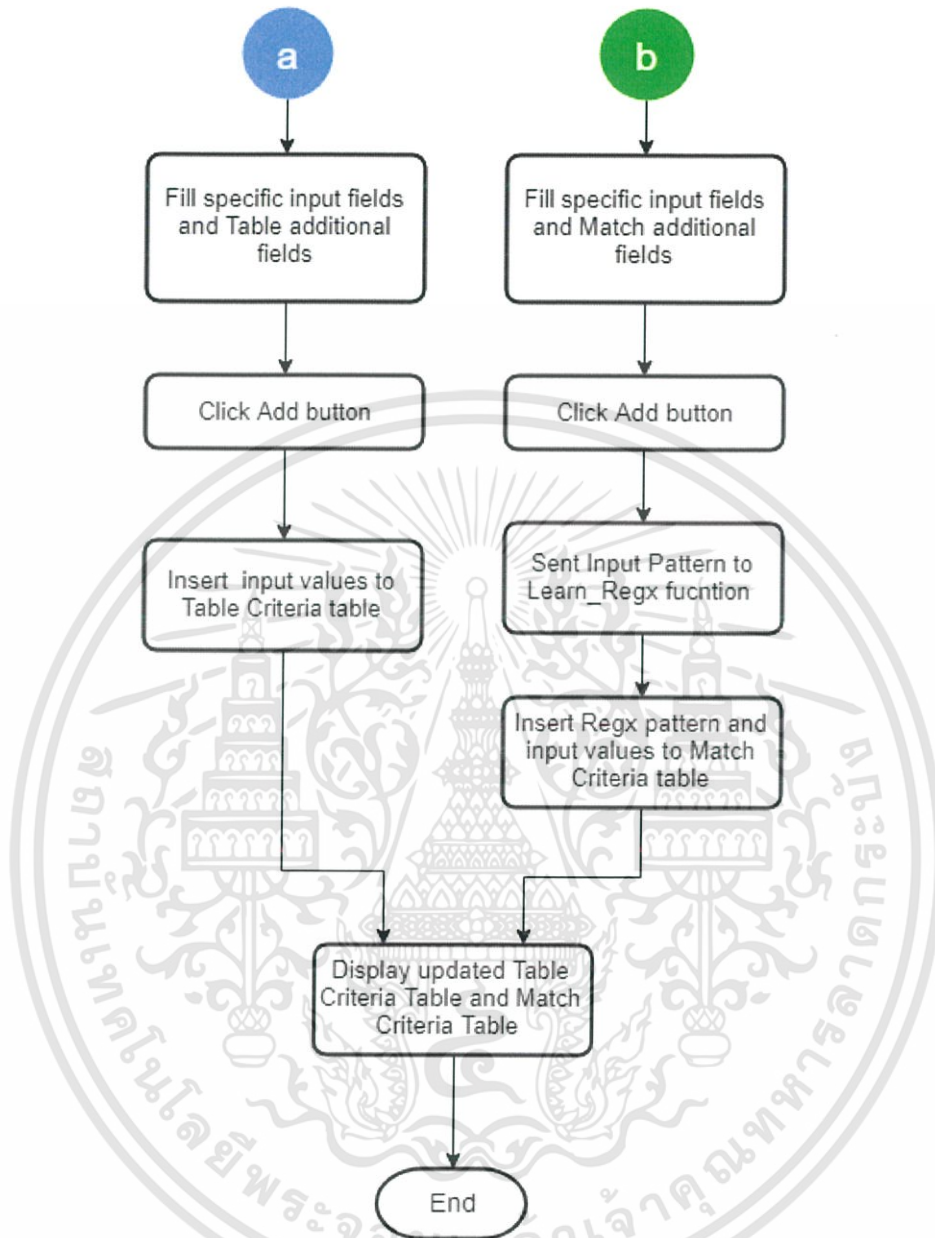 a
b
Fill specific input fields
and Table additional
fields
Fill specific input fields
and Match additional
fields
Click Add button
Click Add button
Insert input values to
Table Criteria table
Sent Input Pattern to
Learn_Regx fucntion
Insert Regx pattern and
input values to Match
Criteria table
Display updated Table
Criteria Table and Match
Criteria Table
End